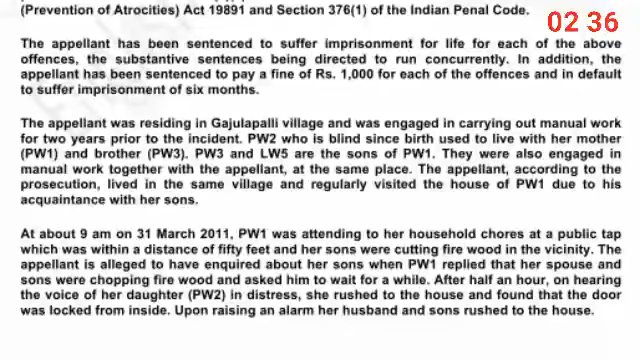 (Prevention of Atrocities) Act 19891 and Section 376(1) of the Indian Penal Code.
02 36
The appellant has been sentenced to suffer imprisonment for life for each of the above
offences, the substantive sentences being directed to run concurrently. In addition, the
appellant has been sentenced to pay a fine of Rs. 1,000 for each of the offences and in default
to suffer imprisonment of six months.
The appellant was residing in Gajulapalli village and was engaged in carrying out manual work
for two years prior to the incident. PW2 who is blind since birth used to live with her mother
(PW1) and brother (PW3). PW3 and LW5 are the sons of PW1. They were also engaged in
manual work together with the appellant, at the same place. The appellant, according to the
prosecution, lived in the same village and regularly visited the house of PW1 due to his
acquaintance with her sons.
At about 9 am on 31 March 2011, PW1 was attending to her household chores at a public tap
which was within a distance of fifty feet and her sons were cutting fire wood in the vicinity. The
appellant is alleged to have enquired about her sons when PW1 replied that her spouse and
sons were chopping fire wood and asked him to wait for a while. After half an hour, on hearing
the voice of her daughter (PW2) in distress, she rushed to the house and found that the door
was locked from inside. Upon raising an alarm her husband and sons rushed to the house.